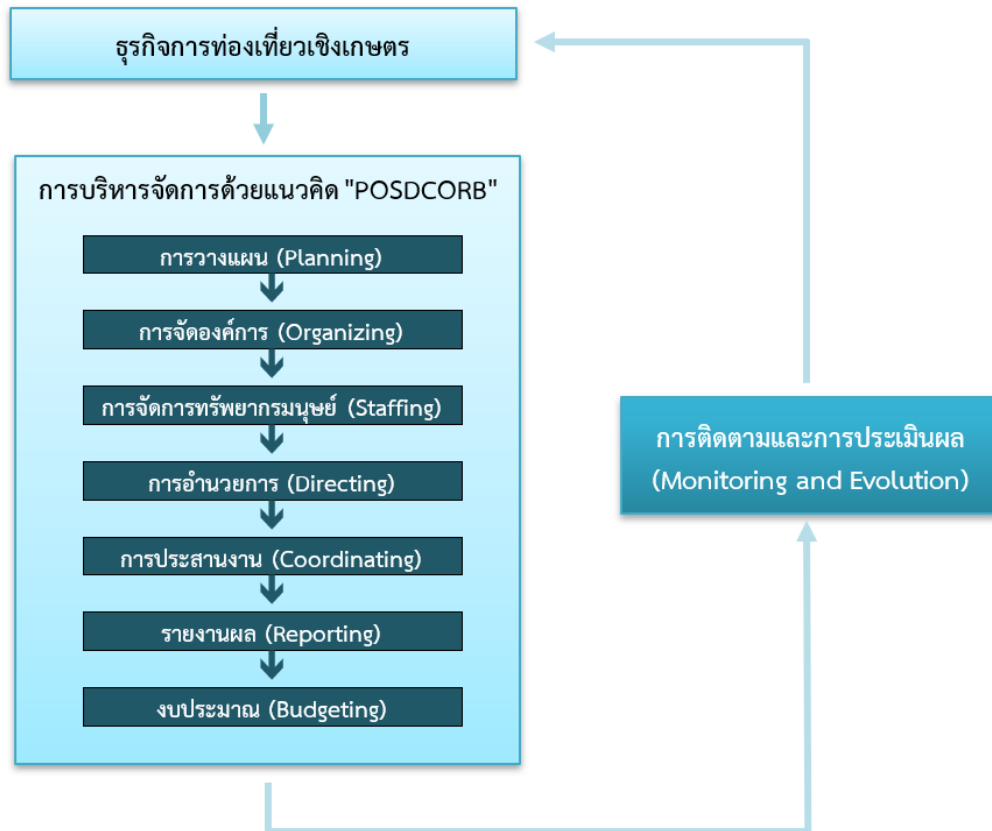 ธุรกิจการท่องเที่ยวเชิงเกษตร
การบริหารจัดการด้วยแนวคิด "POSDCORB"
การวางแผน (Planning)
การจัดองค์การ (Organizing)
การจัดการทรัพยากรมนุษย์ (Staffing)
การอำนวยการ (Directing)
การประสานงาน (Coordinating)
รายงานผล (Reporting)
งบประมาณ (Budgeting)
การติดตามและการประเมินผล
(Monitoring and Evolution)